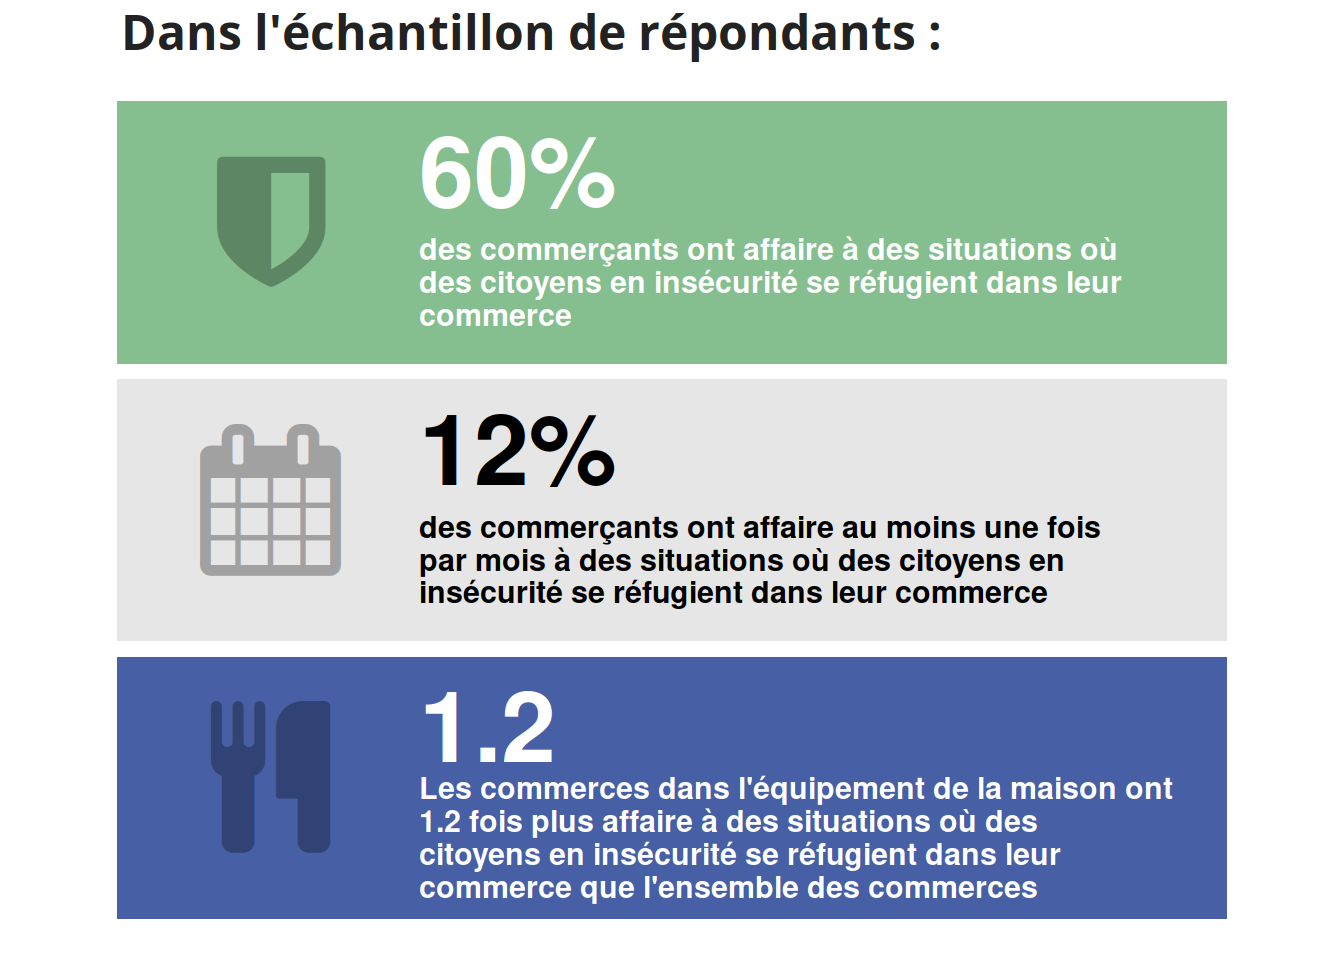 Dans l'échantillon de répondants :
60%
des commerçants ont affaire à des situations où
des citoyens en insécurité se réfugient dans leur
commerce
12%
des commerçants ont affaire au moins une fois
par mois à des situations où des citoyens en
insécurité se réfugient dans leur commerce
1.2
Les commerces dans l'équipement de la maison ont
1.2 fois plus affaire à des situations où des
citoyens en insécurité se réfugient dans leur
commerce que l'ensemble des commerces